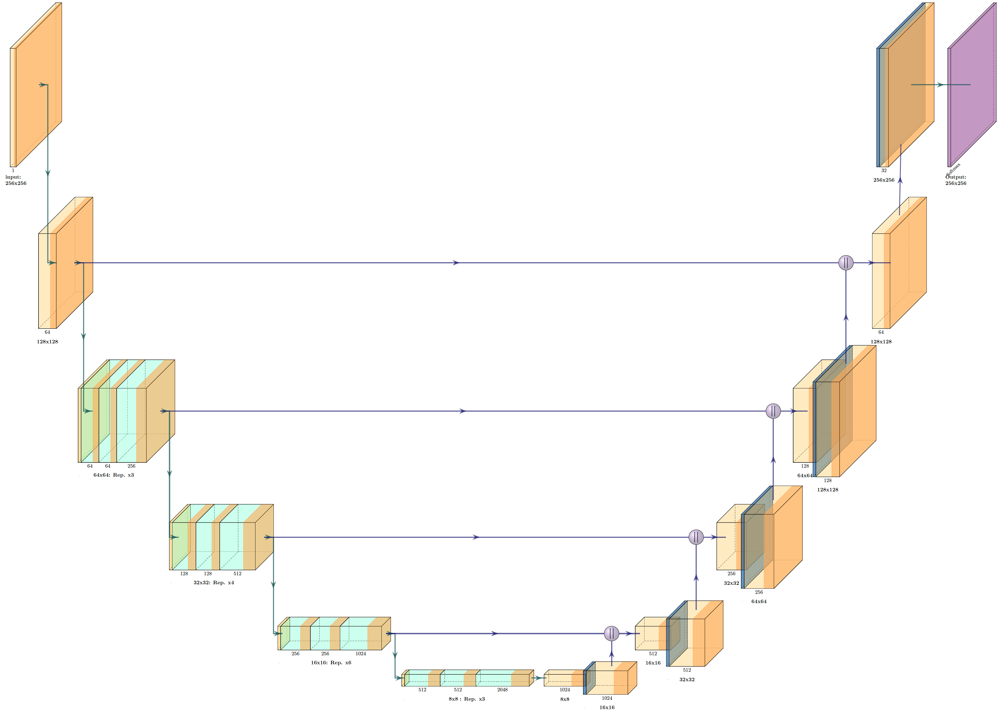 1
input:
256x256
32
256x256
Softmax
Output:
256x256
64
128x128
64
128x128
64 64 256
64x64: Rep. x3
128
64x64
128
128x128
128 128 512
32x32: Rep. x4
256
32x32
256
64x64
256 256 1024
16x16: Rep. x6
512
16x16
512
32x32
512 512 2048
8x8 : Rep. x3
1024
8x8
1024
16x16